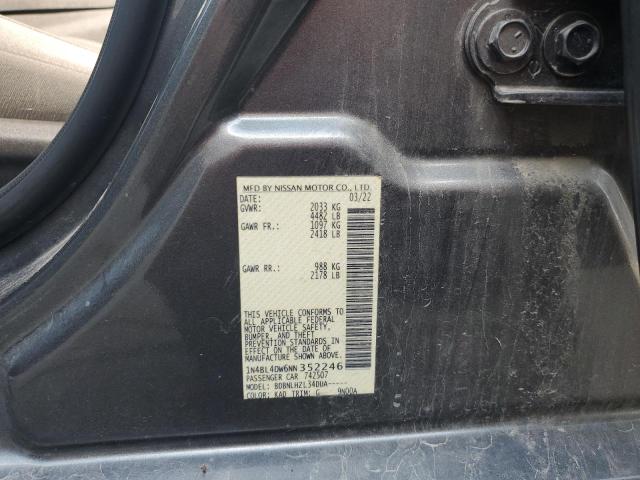 MFD BY NISSAN MOTOR CO., LTD.
DATE: 03/22
GVWR: 2033 KG
4482 LB
GAWR FR.: 1097 KG
2418 LB
GAWR RR.: 988 KG
2178 LB
THIS VEHICLE CONFORMS TO
ALL APPLICABLE FEDERAL
MOTOR VEHICLE SAFETY,
BUMPER, AND THEFT
PREVENTION STANDARDS IN
EFFECT ON THE DATE OF
MANUFACTURE SHOWN ABOVE.
1N4BL4DW6NN352246
PASSENGER CAR 742507
MODEL: BDBNLHZL34DUA-----
COLOR: KAD TRIM: G 9N00A